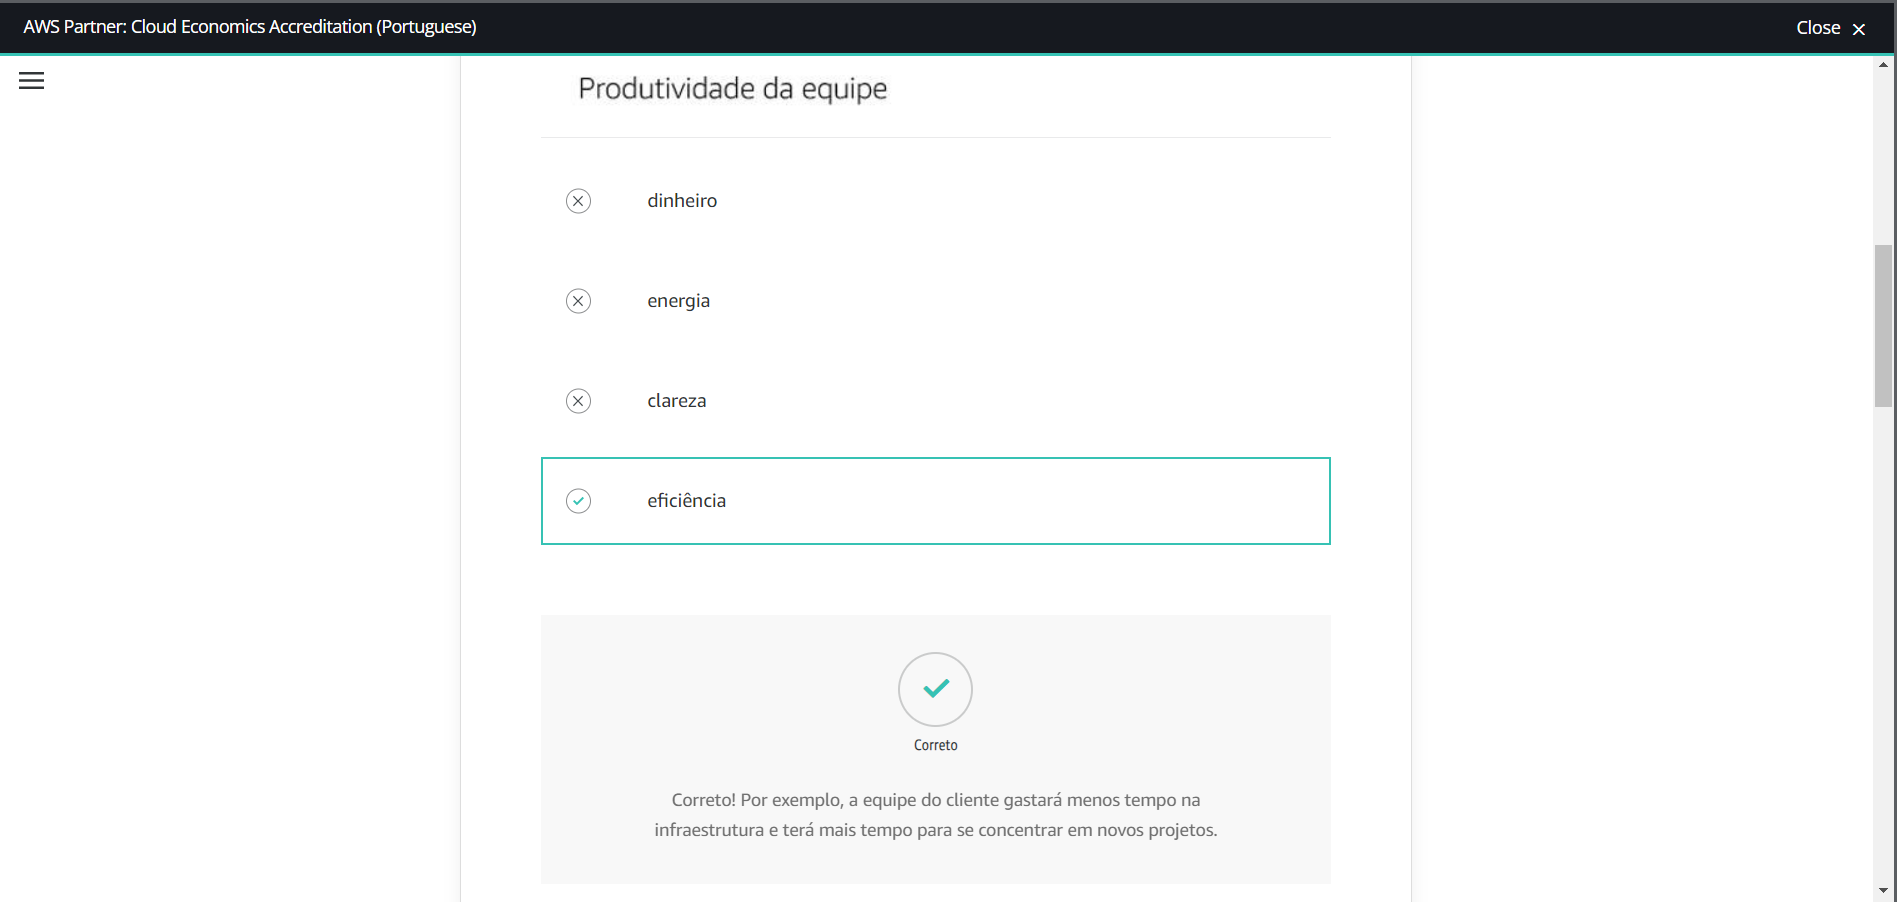 AWS Partner: Cloud Economics Accreditation (Portuguese)
Close
Produtividade da equipe
dinheiro
energia
clareza
eficiência
Correto
Correto! Por exemplo, a equipe do cliente gastará menos tempo na
infraestrutura e terá mais tempo para se concentrar em novos projetos.